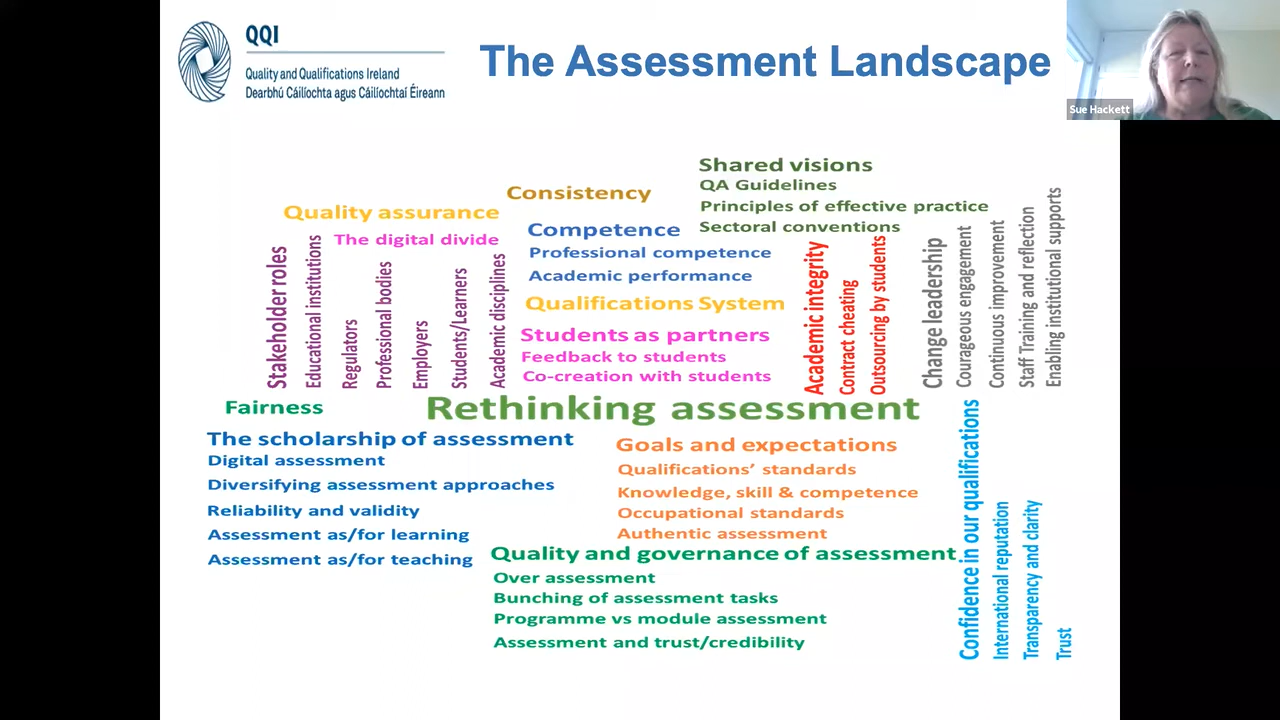 QQI
Quality and Qualifications Ireland
Dearbhú Cáilíochta agus Cáilíochtaí Éireann
The Assessment Landscape
Sue Hackett
Shared visions
QA Guidelines
Principles of effective practice
Sectoral conventions
Consistency
Quality assurance
The digital divide
Competence
Professional competence
Academic performance
Qualifications System
Students as partners
Feedback to students
Co-creation with students
Stakeholder roles
Educational institutions
Regulators
Professional bodies
Employers
Students/Learners
Academic disciplines
Academic integrity
Contract cheating
Outsourcing by students
Change leadership
Courageous engagement
Continuous improvement
Staff Training and reflection
Enabling institutional supports
Fairness
Rethinking assessment
The scholarship of assessment
Digital assessment
Diversifying assessment approaches
Reliability and validity
Assessment as/for learning
Assessment as/for teaching
Goals and expectations
Qualifications’ standards
Knowledge, skill & competence
Occupational standards
Authentic assessment
Quality and governance of assessment
Over assessment
Bunching of assessment tasks
Programme vs module assessment
Assessment and trust/credibility
Confidence in our qualifications
International reputation
Transparency and clarity
Trust